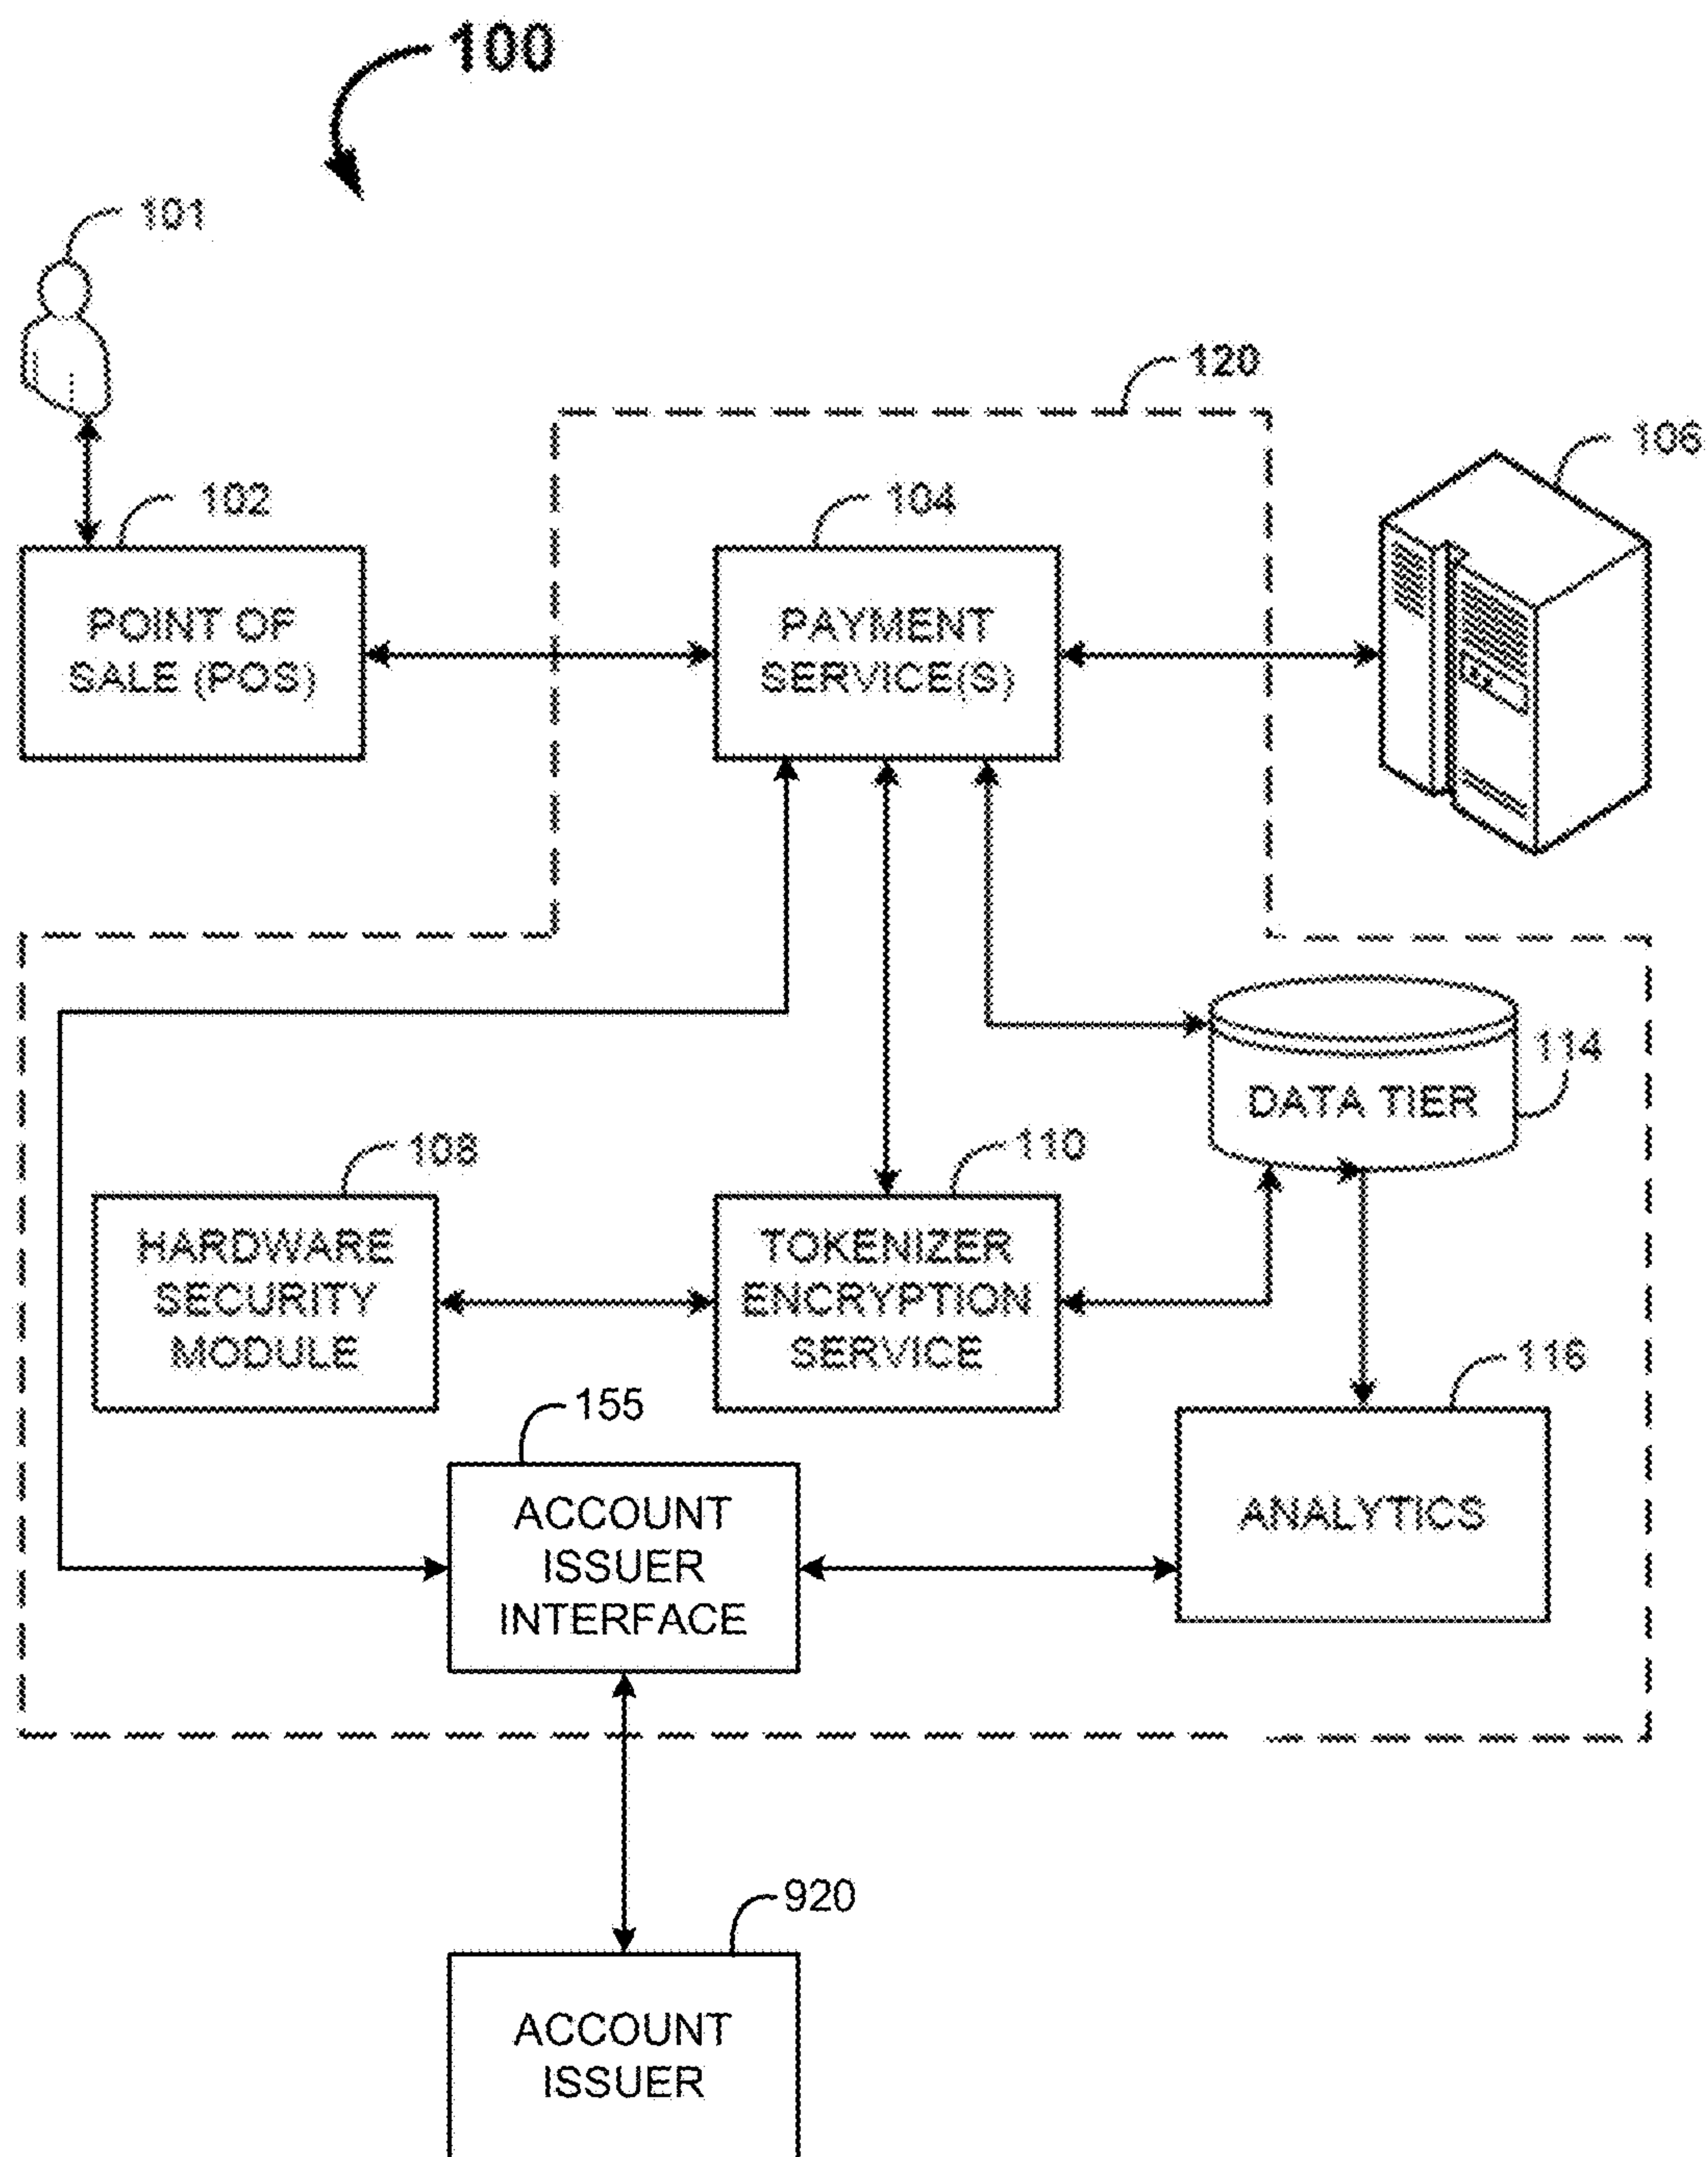 100
101
120
106
102
104
POINT OF
SALE (POS)
PAYMENT
SERVICE(S)
114
DATA TIER
108
110
HARDWARE
SECURITY
MODULE
TOKENIZER
ENCRYPTION
SERVICE
116
155
ACCOUNT
ISSUER
INTERFACE
ANALYTICS
920
ACCOUNT
ISSUER